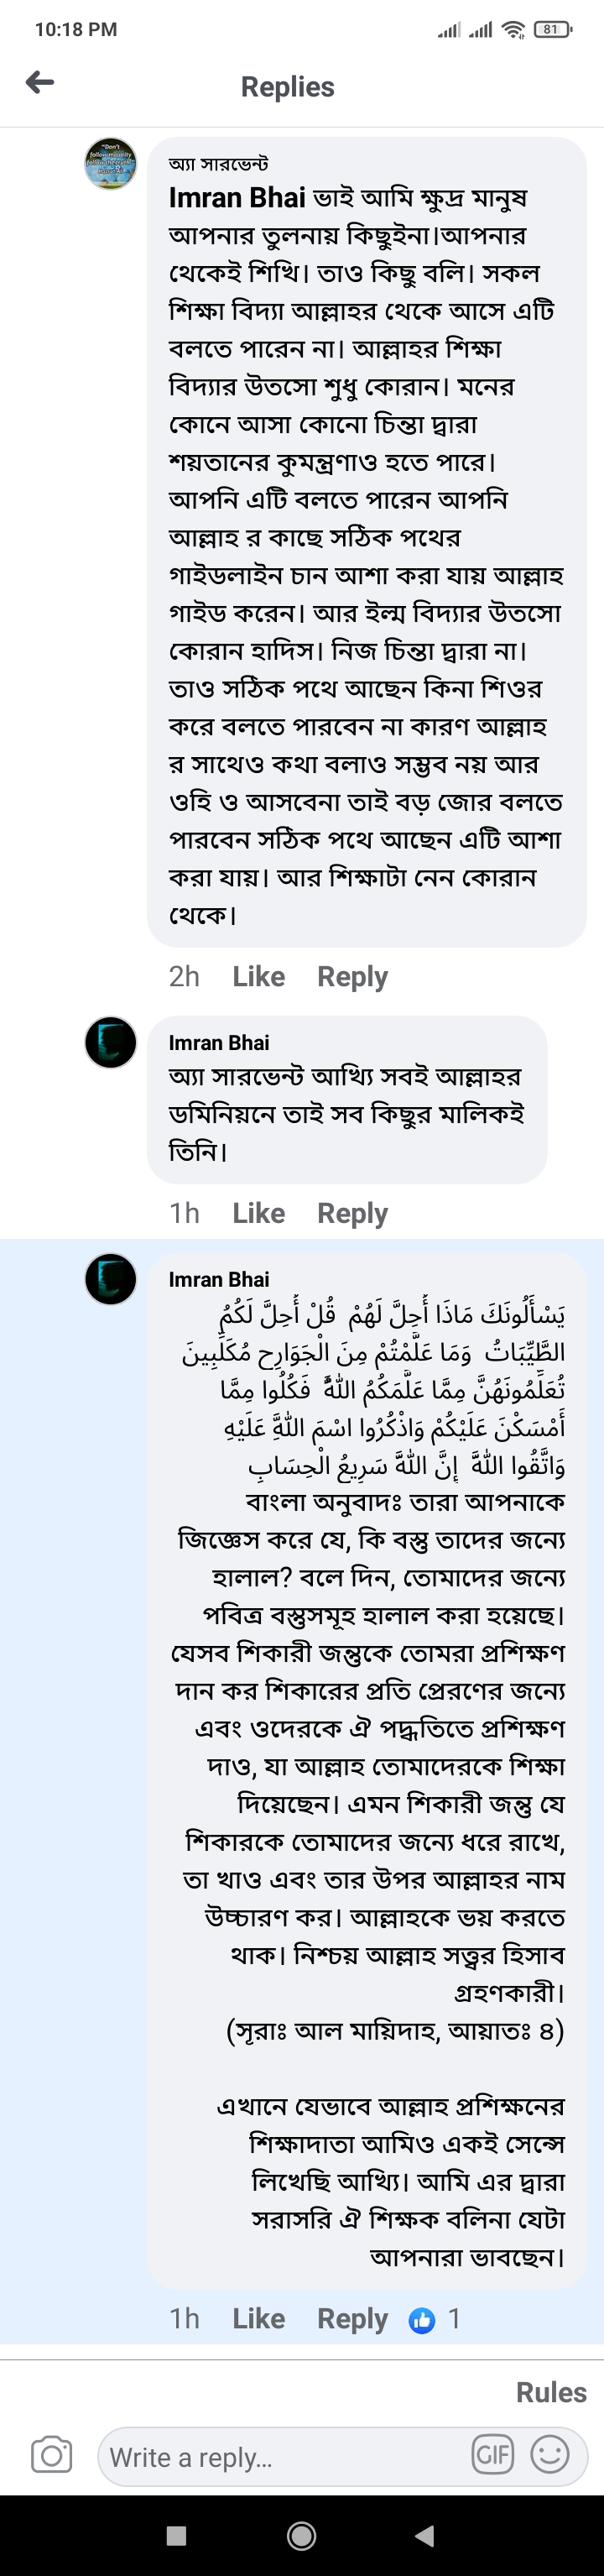 10:18 PM
81
Replies
অ্যা সারভেন্ট
Imran Bhai ভাই আমি ক্ষুদ্র মানুষ
আপনার তুলনায় কিছুইনা।আপনার
থেকেই শিখি। তাও কিছু বলি। সকল
শিক্ষা বিদ্যা আল্লাহর থেকে আসে এটি
বলতে পারেন না। আল্লাহর শিক্ষা
বিদ্যার উতসো শুধু কোরান। মনের
কোনে আসা কোনো চিন্তা দ্বারা
শয়তানের কুমন্ত্রণাও হতে পারে।
আপনি এটি বলতে পারেন আপনি
আল্লাহ র কাছে সঠিক পথের
গাইডলাইন চান আশা করা যায় আল্লাহ
গাইড করেন। আর ইল্ম বিদ্যার উতসো
কোরান হাদিস। নিজ চিন্তা দ্বারা না।
তাও সঠিক পথে আছেন কিনা শিওর
করে বলতে পারবেন না কারণ আল্লাহ
র সাথেও কথা বলাও সম্ভব নয় আর
ওহি ও আসবেনা তাই বড় জোর বলতে
পারবেন সঠিক পথে আছেন এটি আশা
করা যায়। আর শিক্ষাটা নেন কোরান
থেকে।
2h Like Reply
Imran Bhai
অ্যা সারভেন্ট আখ্যি সবই আল্লাহর
ডমিনিয়নে তাই সব কিছুর মালিকই
তিনি।
1h Like Reply
Imran Bhai
يَسْأَلُونَكَ مَاذَا أُحِلَّ لَهُمْ قُلْ أُحِلَّ لَكُمُ
الطَّيِّبَاتُ وَمَا عَلَّمْتُمْ مِنَ الْجَوَارِحِ مُكَلِّبِينَ
تُعَلِّمُونَهُنَّ مِمَّا عَلَّمَكُمُ اللَّهُ فَكُلُوا مِمَّا
أَمْسَكْنَ عَلَيْكُمْ وَاذْكُرُوا اسْمَ اللَّهِ عَلَيْهِ
وَاتَّقُوا اللَّهَ إِنَّ اللَّهَ سَرِيعُ الْحِسَابِ
বাংলা অনুবাদঃ তারা আপনাকে
জিজ্ঞেস করে যে, কি বস্তু তাদের জন্যে
হালাল? বলে দিন, তোমাদের জন্যে
পবিত্র বস্তুসমূহ হালাল করা হয়েছে।
যেসব শিকারী জন্তুকে তোমরা প্রশিক্ষণ
দান কর শিকারের প্রতি প্রেরণের জন্যে
এবং ওদেরকে ঐ পদ্ধতিতে প্রশিক্ষণ
দাও, যা আল্লাহ তোমাদেরকে শিক্ষা
দিয়েছেন। এমন শিকারী জন্তু যে
শিকারকে তোমাদের জন্যে ধরে রাখে,
তা খাও এবং তার উপর আল্লাহর নাম
উচ্চারণ কর। আল্লাহকে ভয় করতে
থাক। নিশ্চয় আল্লাহ সত্ত্বর হিসাব
গ্রহণকারী।
(সূরাঃ আল মায়িদাহ, আয়াতঃ ৪)
এখানে যেভাবে আল্লাহ প্রশিক্ষনের
শিক্ষাদাতা আমিও একই সেন্সে
লিখেছি আখ্যি। আমি এর দ্বারা
সরাসরি ঐ শিক্ষক বলিনা যেটা
আপনারা ভাবছেন।
1h Like Reply 1
Rules
Write a reply...
GIF